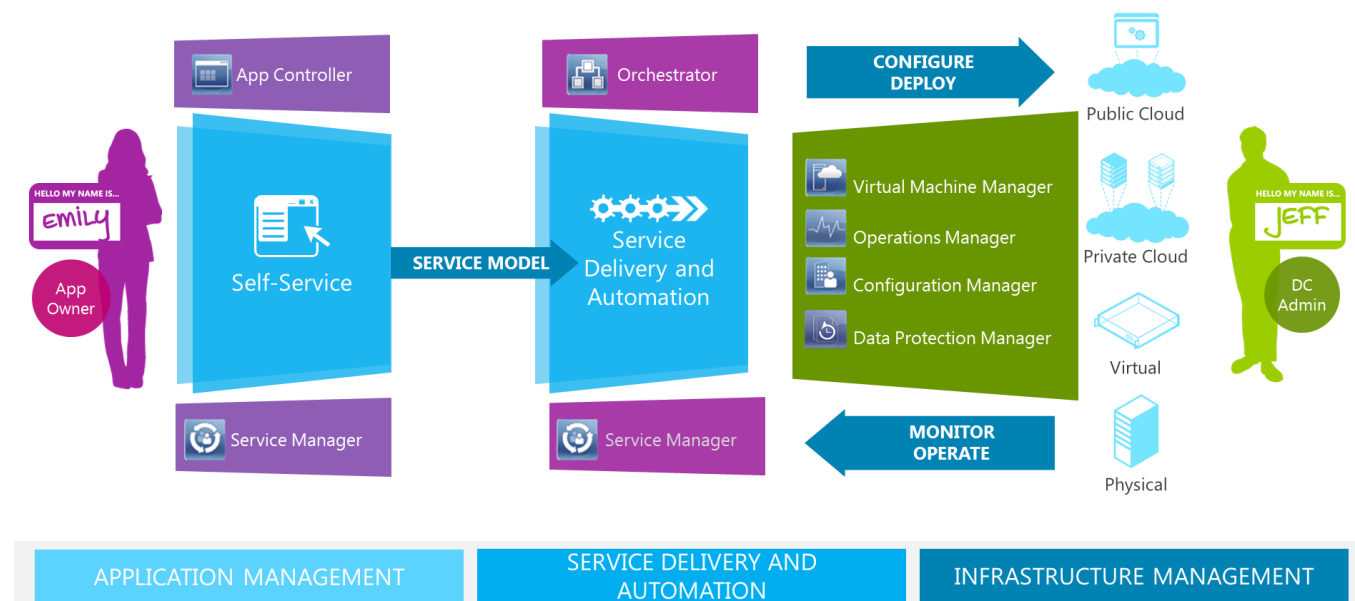 App Controller
Orchestrator
CONFIGURE
DEPLOY
Public Cloud
HELLO MY NAME IS...
EMILY
App
Owner
Self-Service
SERVICE MODEL
Service
Delivery and
Automation
Virtual Machine Manager
Operations Manager
Configuration Manager
Data Protection Manager
Private Cloud
Virtual
Physical
HELLO MY NAME IS...
JEFF
DC
Admin
Service Manager
Service Manager
MONITOR
OPERATE
APPLICATION MANAGEMENT
SERVICE DELIVERY AND
AUTOMATION
INFRASTRUCTURE MANAGEMENT